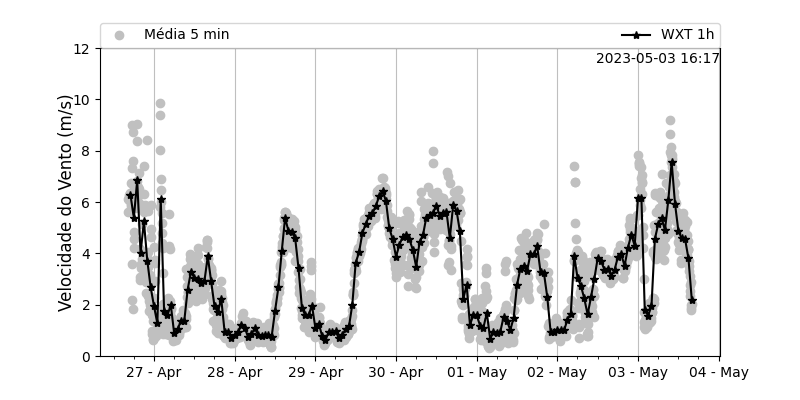 Média 5 min
WXT 1h
2023-05-03 16:17
Velocidade do Vento (m/s)
12
10
8
6
4
2
0
27 - Apr
28 - Apr
29 - Apr
30 - Apr
01 - May
02 - May
03 - May
04 - May